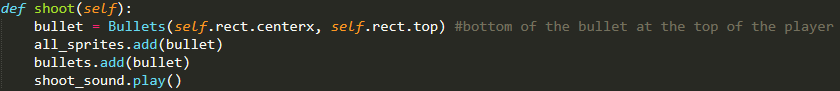 def shoot(self):
    bullet = Bullets(self.rect.centerx, self.rect.top) #bottom of the bullet at the top of the player
    all_sprites.add(bullet)
    bullets.add(bullet)
    shoot_sound.play()